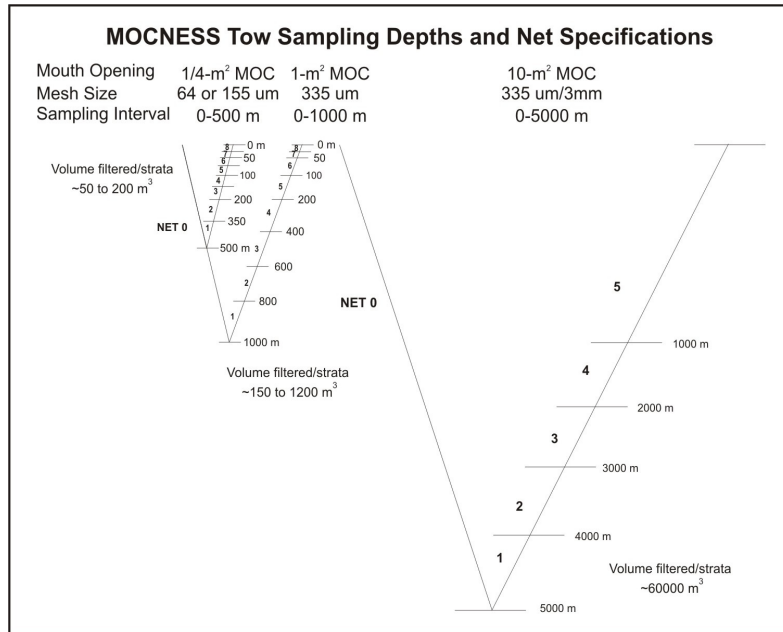 MOCNESS Tow Sampling Depths and Net Specifications
Mouth Opening 1/4-m² MOC 1-m² MOC 10-m² MOC
Mesh Size 64 or 155 um 335 um 335 um/3mm
Sampling Interval 0-500 m 0-1000 m 0-5000 m
Volume filtered/strata
~50 to 200 m³
NET 0
8
7
6
5
4
3
2
1
0 m
50
100
200
350
500 m
8
7
6
5
4
3
2
1
0 m
50
100
200
400
600
800
1000 m
Volume filtered/strata
~150 to 1200 m³
NET 0
5
1000 m
4
2000 m
3
3000 m
2
4000 m
1
5000 m
Volume filtered/strata
~60000 m³